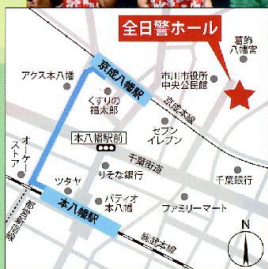 全日警ホール
葛飾
八幡宮
アクス本八幡
京成八幡駅
市川市役所
中央公民館
くすりの
福太郎
京成本線
セブン
イレブン
本八幡駅前
オーケー
ストア
千葉街道
りそな銀行
ツタヤ
千葉銀行
パティオ
本八幡
ファミリーマート
本八幡駅
都営新宿線
総武本線
N